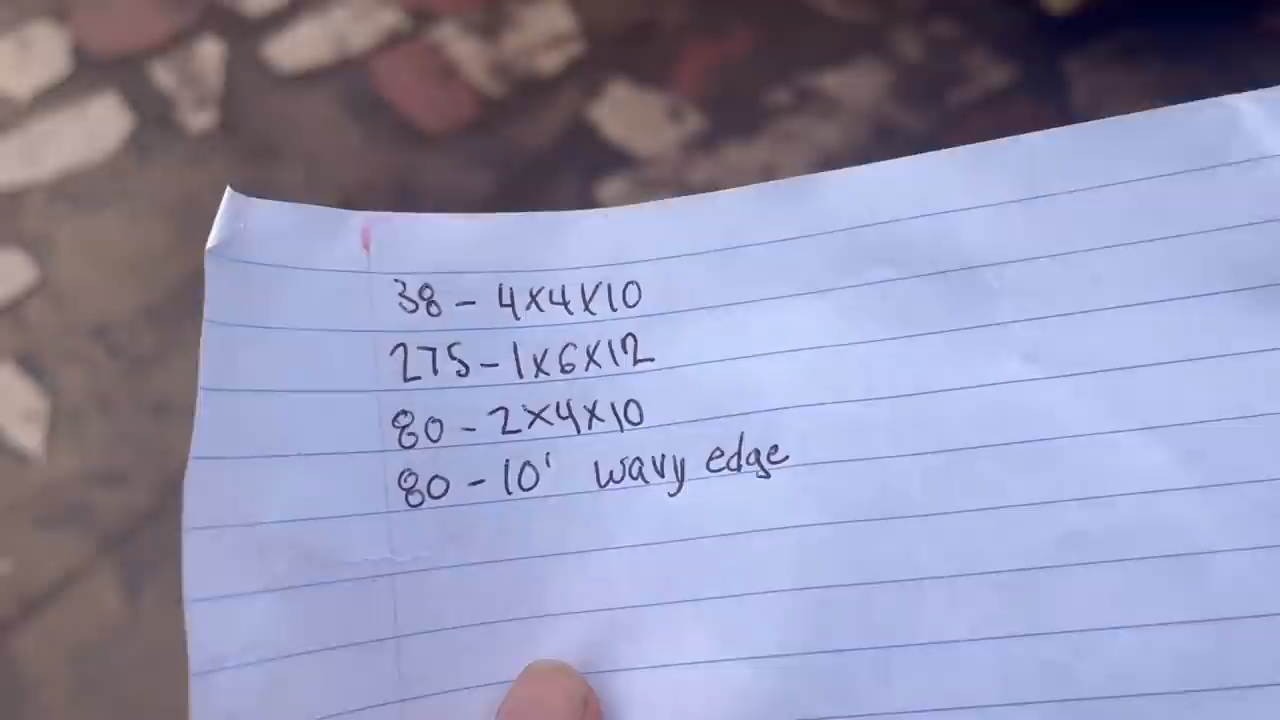 38 - 4x4x10
275 - 1x6x12
80 - 2x4x10
80 - 10' wavy edge